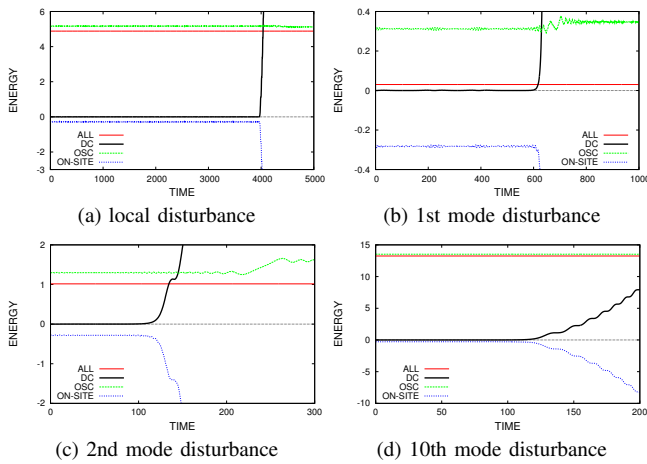 6
5
4
3
2
1
0
-1
-2
-3
ENERGY
ALL
DC
OSC
ON-SITE
0 1000 2000 3000 4000 5000
TIME
(a) local disturbance
0.4
0.2
0
-0.2
-0.4
ENERGY
ALL
DC
OSC
ON-SITE
0 200 400 600 800 1000
TIME
(b) 1st mode disturbance
2
1
0
-1
-2
ENERGY
ALL
DC
OSC
ON-SITE
0 100 200 300
TIME
(c) 2nd mode disturbance
15
10
5
0
-5
-10
ENERGY
ALL
DC
OSC
ON-SITE
0 50 100 150 200
TIME
(d) 10th mode disturbance